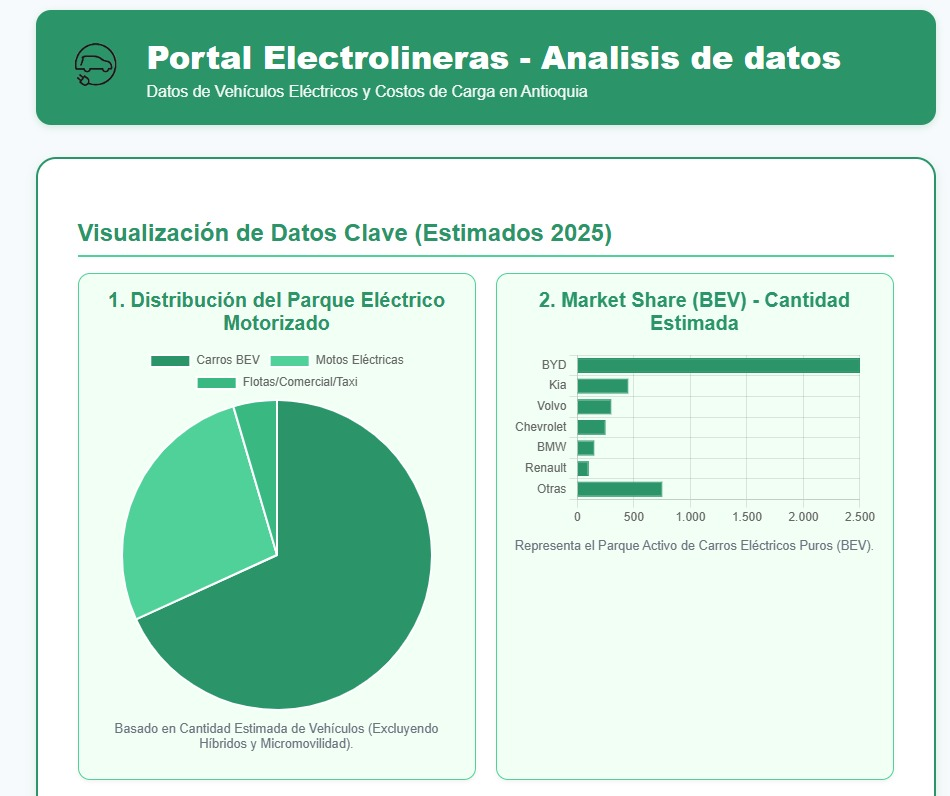 Portal Electrolineras - Analisis de datos
Datos de Vehículos Eléctricos y Costos de Carga en Antioquia
Visualización de Datos Clave (Estimados 2025)
1. Distribución del Parque Eléctrico
Motorizado
Carros BEV
Motos Eléctricas
Flotas/Comercial/Taxi
Basado en Cantidad Estimada de Vehículos (Excluyendo
Híbridos y Micromovilidad).
2. Market Share (BEV) - Cantidad
Estimada
BYD
Kia
Volvo
Chevrolet
BMW
Renault
Otras
0 500 1.000 1.500 2.000 2.500
Representa el Parque Activo de Carros Eléctricos Puros (BEV).